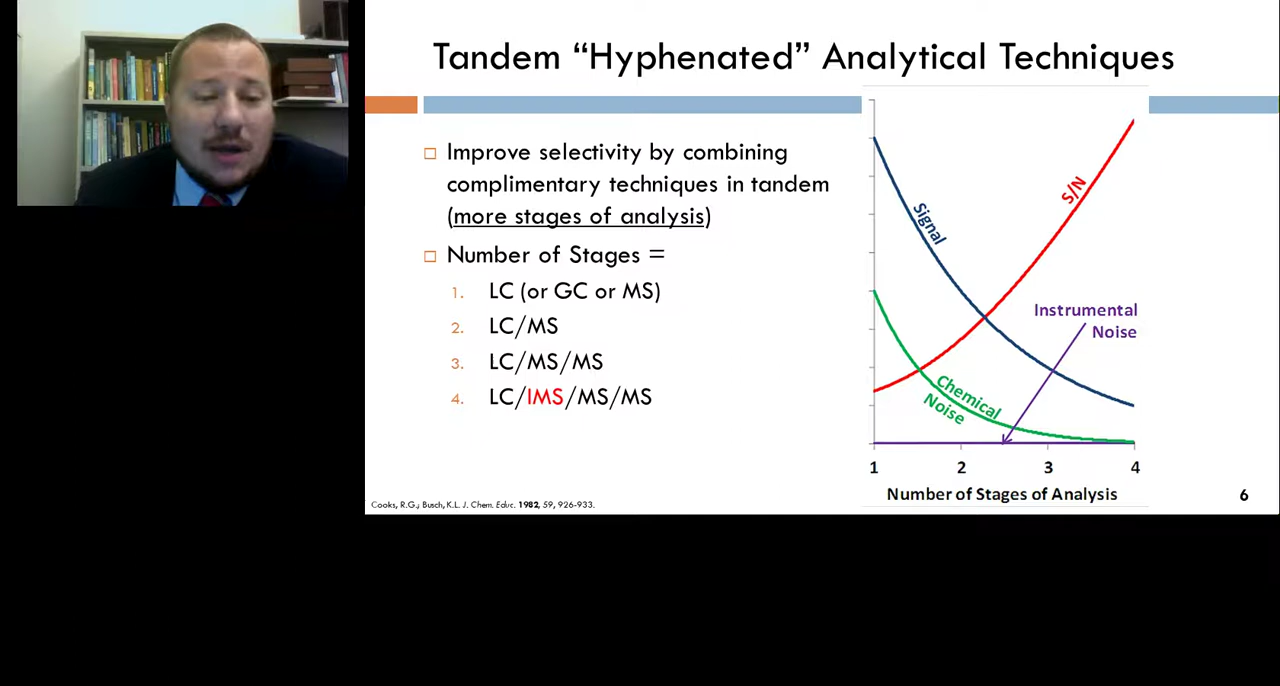 Tandem “Hyphenated” Analytical Techniques
Improve selectivity by combining
complimentary techniques in tandem
(more stages of analysis)
Number of Stages =
1. LC (or GC or MS)
2. LC/MS
3. LC/MS/MS
4. LC/IMS/MS/MS
Cooks, R.G.; Busch, K.L. J. Chem. Educ. 1982, 59, 926-933.
Signal
S/N
Instrumental
Noise
Chemical
Noise
1 2 3 4
Number of Stages of Analysis
6